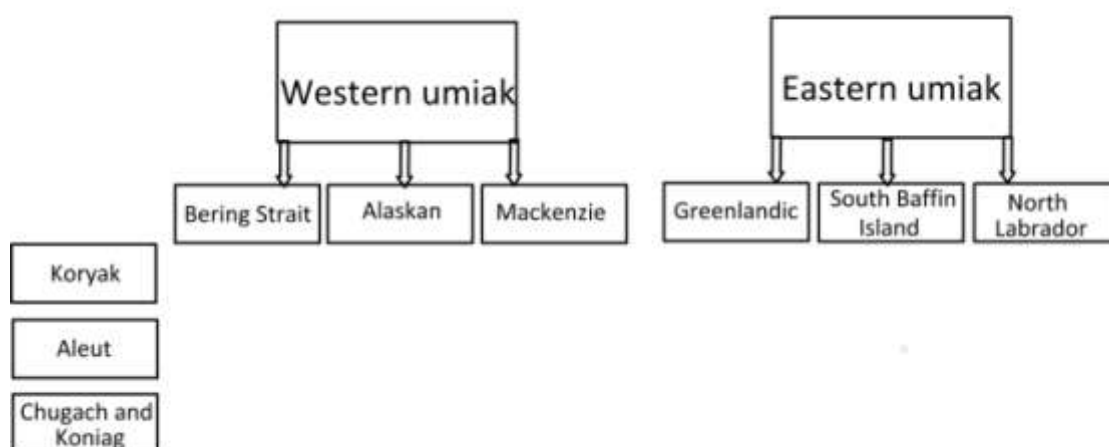 Western umiak
Eastern umiak
Bering Strait
Alaskan
Mackenzie
Greenlandic
South Baffin
Island
North
Labrador
Koryak
Aleut
Chugach and
Koniag